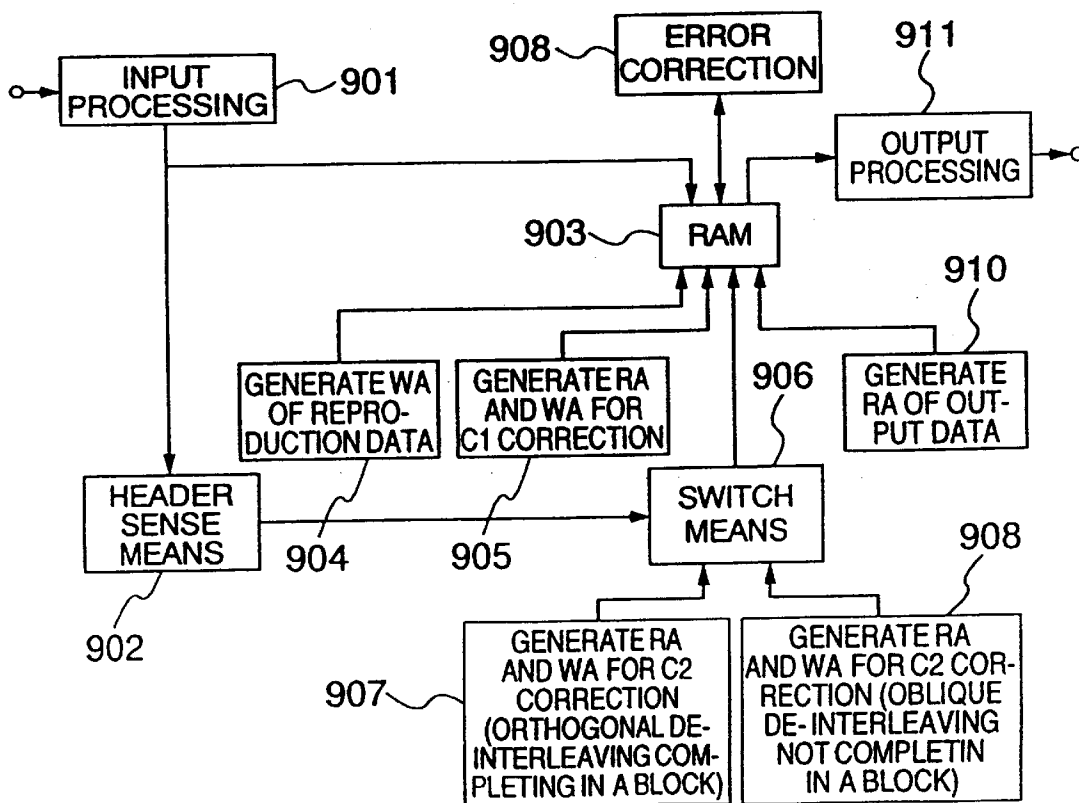 INPUT
PROCESSING
901
908
ERROR
CORRECTION
911
OUTPUT
PROCESSING
903
RAM
910
GENERATE WA
OF REPRO-
DUCTION DATA
904
GENERATE RA
AND WA FOR
C1 CORRECTION
905
906
GENERATE
RA OF OUT-
PUT DATA
HEADER
SENSE
MEANS
902
SWITCH
MEANS
908
907
GENERATE RA
AND WA FOR C2
CORRECTION
(ORTHOGONAL DE-
INTERLEAVING COM-
PLETING IN A BLOCK)
GENERATE RA
AND WA FOR C2 COR-
RECTION (OBLIQUE
DE-INTERLEAVING
NOT COMPLETIN
IN A BLOCK)